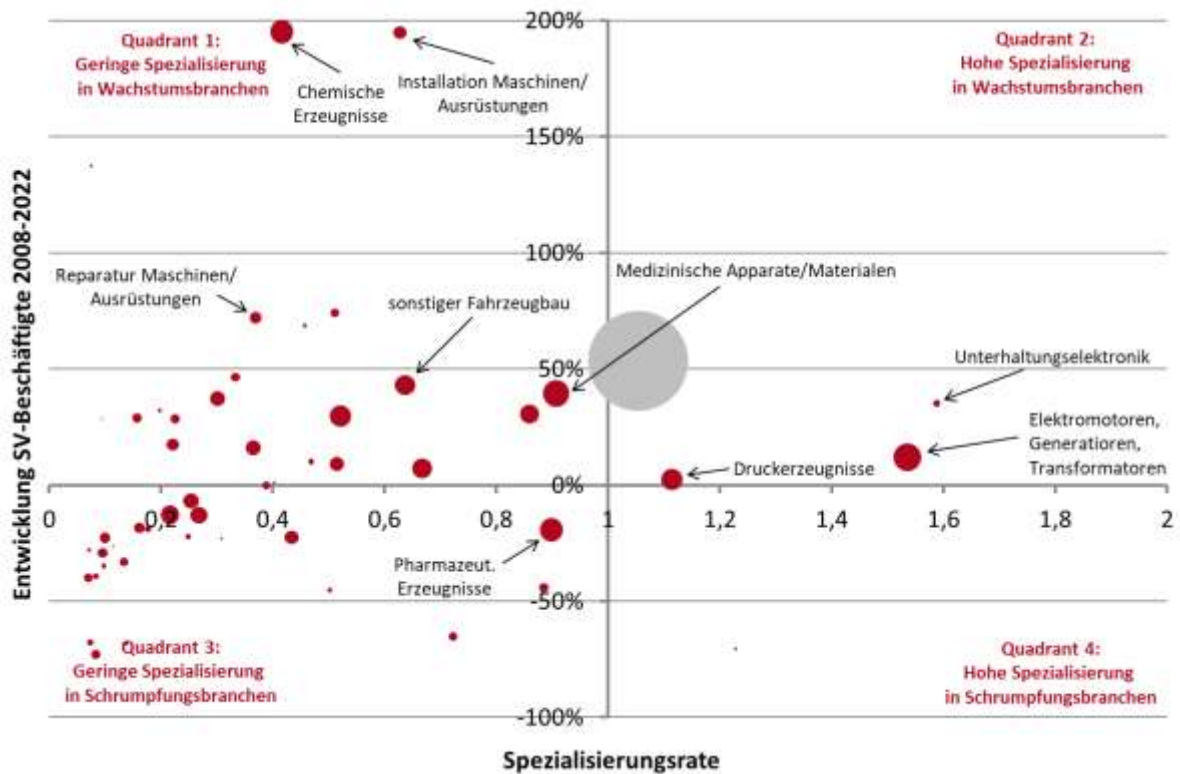 200%
Quadrant 1:
Geringe Spezialisierung
in Wachstumsbranchen
Quadrant 2:
Hohe Spezialisierung
in Wachstumsbranchen
Chemische
Erzeugnisse
Installation Maschinen/
Ausrüstungen
150%
Entwicklung SV-Beschäftigte 2008-2022
100%
Reparatur Maschinen/
Ausrüstungen
sonstiger Fahrzeugbau
Medizinische Apparate/Materialen
50%
Unterhaltungselektronik
Elektromotoren,
Generatioren,
Transformatoren
Druckerzeugnisse
0%
0 0,2 0,4 0,6 0,8 1 1,2 1,4 1,6 1,8 2
Pharmazeut.
Erzeugnisse
-50%
Quadrant 3:
Geringe Spezialisierung
in Schrumpfungsbranchen
Quadrant 4:
Hohe Spezialisierung
in Schrumpfungsbranchen
-100%
Spezialisierungsrate